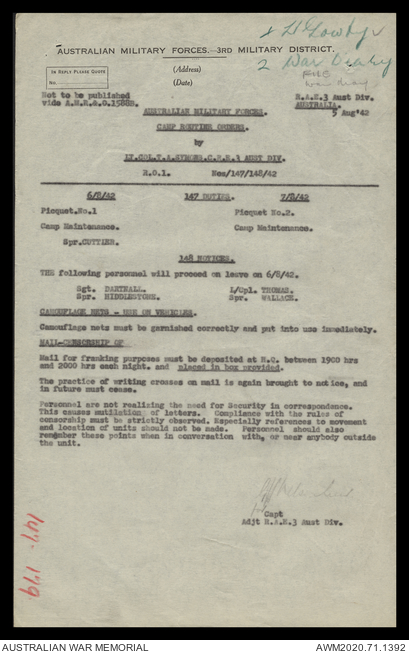 AUSTRALIAN MILITARY FORCES.—3RD MILITARY DISTRICT.
2 War Diary
IN REPLY PLEASE QUOTE
No.
(Address)
(Date)
FILE
war diary
Not to be published
vide A.M.R.& O.1588B.
R.A.E.3 Aust Div.
AUSTRALIA.
5 Aug'42
AUSTRALIAN MILITARY FORCES.
CAMP ROUTINE ORDERS.
by
C.R.E.3 AUST DIV.
R.O.1. Nos/147/148/42
6/8/42 147 DUTIES. 7/8/42
Picquet No.1 Picquet No.2.
Camp Maintenance. Camp Maintenance.
Spr.CUTTIER.
148 NOTICES.
THe following personnel will proceed on leave on 6/8/42.
Sgt. DARTNALL. L/Cpl. THOMAS.
Spr. MIDDLESTORK. Spr. WALLACE.
CAMOUFLAGE NETS - USE ON VEHICLES.
Camouflage nets must be garnished correctly and put into use immediately.
MAIL-CENSORSHIP OF
Mail for franking purposes must be deposited at H.Q. between 1900 hrs
and 2000 hrs each night. and placed in box provided.
The practice of writing crosses on mail is again brought to notice, and
in future must cease.
Personnel are not realizing the need for Security in correspondence.
This causes mutilation of letters. Compliance with the rules of
censorship must be strictly observed. Especially references to movement
and location of units should not be made. Personnel should also
remember these points when in conversation with, or near anybody outside
the unit.
Capt
Adjt R.A.E.3 Aust Div.
147-179
AUSTRALIAN WAR MEMORIAL
AWM2020.71.1392